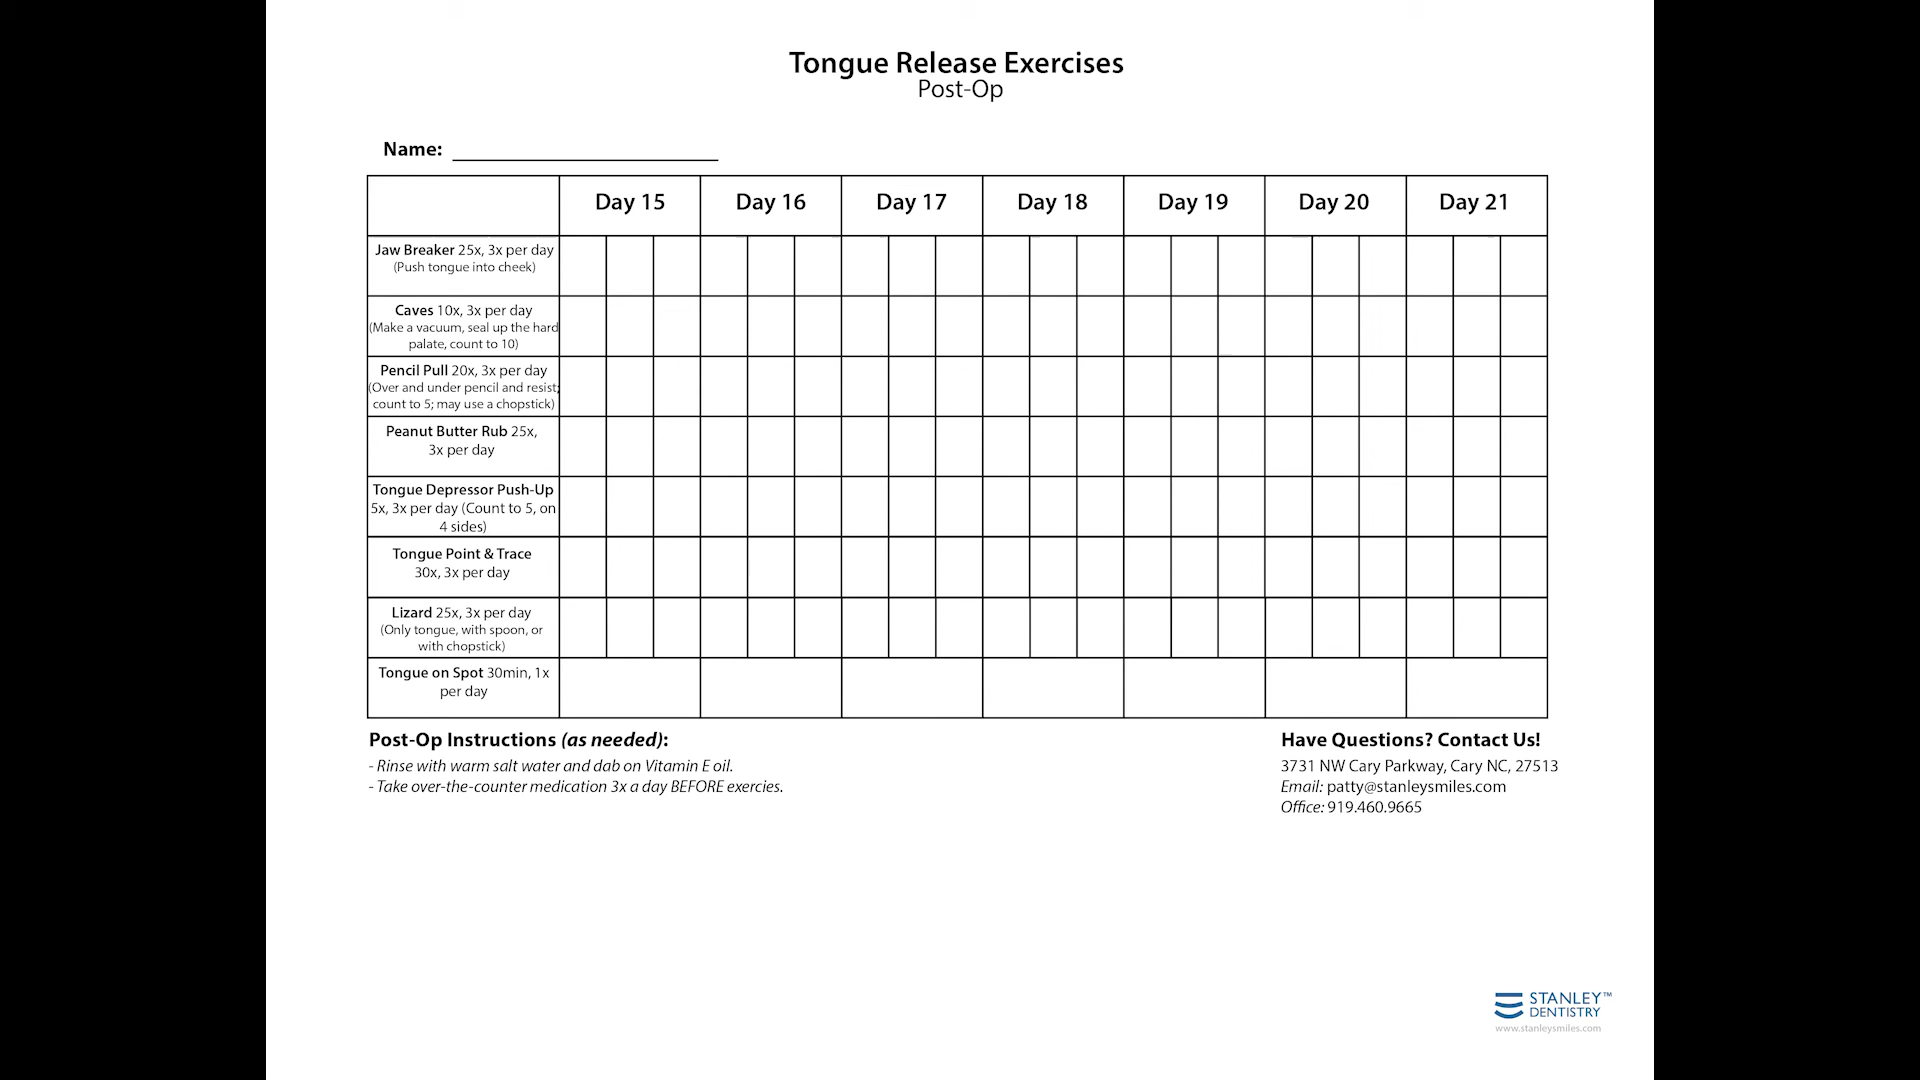 Tongue Release Exercises
Post-Op
Name:
Day 15 Day 16 Day 17 Day 18 Day 19 Day 20 Day 21
Jaw Breaker 25x, 3x per day
(Push tongue into cheek)
Caves 10x, 3x per day
(Make a vacuum, seal up the hard
palate, count to 10)
Pencil Pull 20x, 3x per day
(Over and under pencil and resist;
count to 5; may use a chopstick)
Peanut Butter Rub 25x,
3x per day
Tongue Depressor Push-Up
5x, 3x per day (Count to 5, on
4 sides)
Tongue Point & Trace
30x, 3x per day
Lizard 25x, 3x per day
(Only tongue, with spoon, or
with chopstick)
Tongue on Spot 30min, 1x
per day
Post-Op Instructions (as needed):
- Rinse with warm salt water and dab on Vitamin E oil.
- Take over-the-counter medication 3x a day BEFORE exercies.
Have Questions? Contact Us!
3731 NW Cary Parkway, Cary NC, 27513
Email: patty@stanleysmiles.com
Office: 919.460.9665
STANLEY™
DENTISTRY
www.stanleysmiles.com